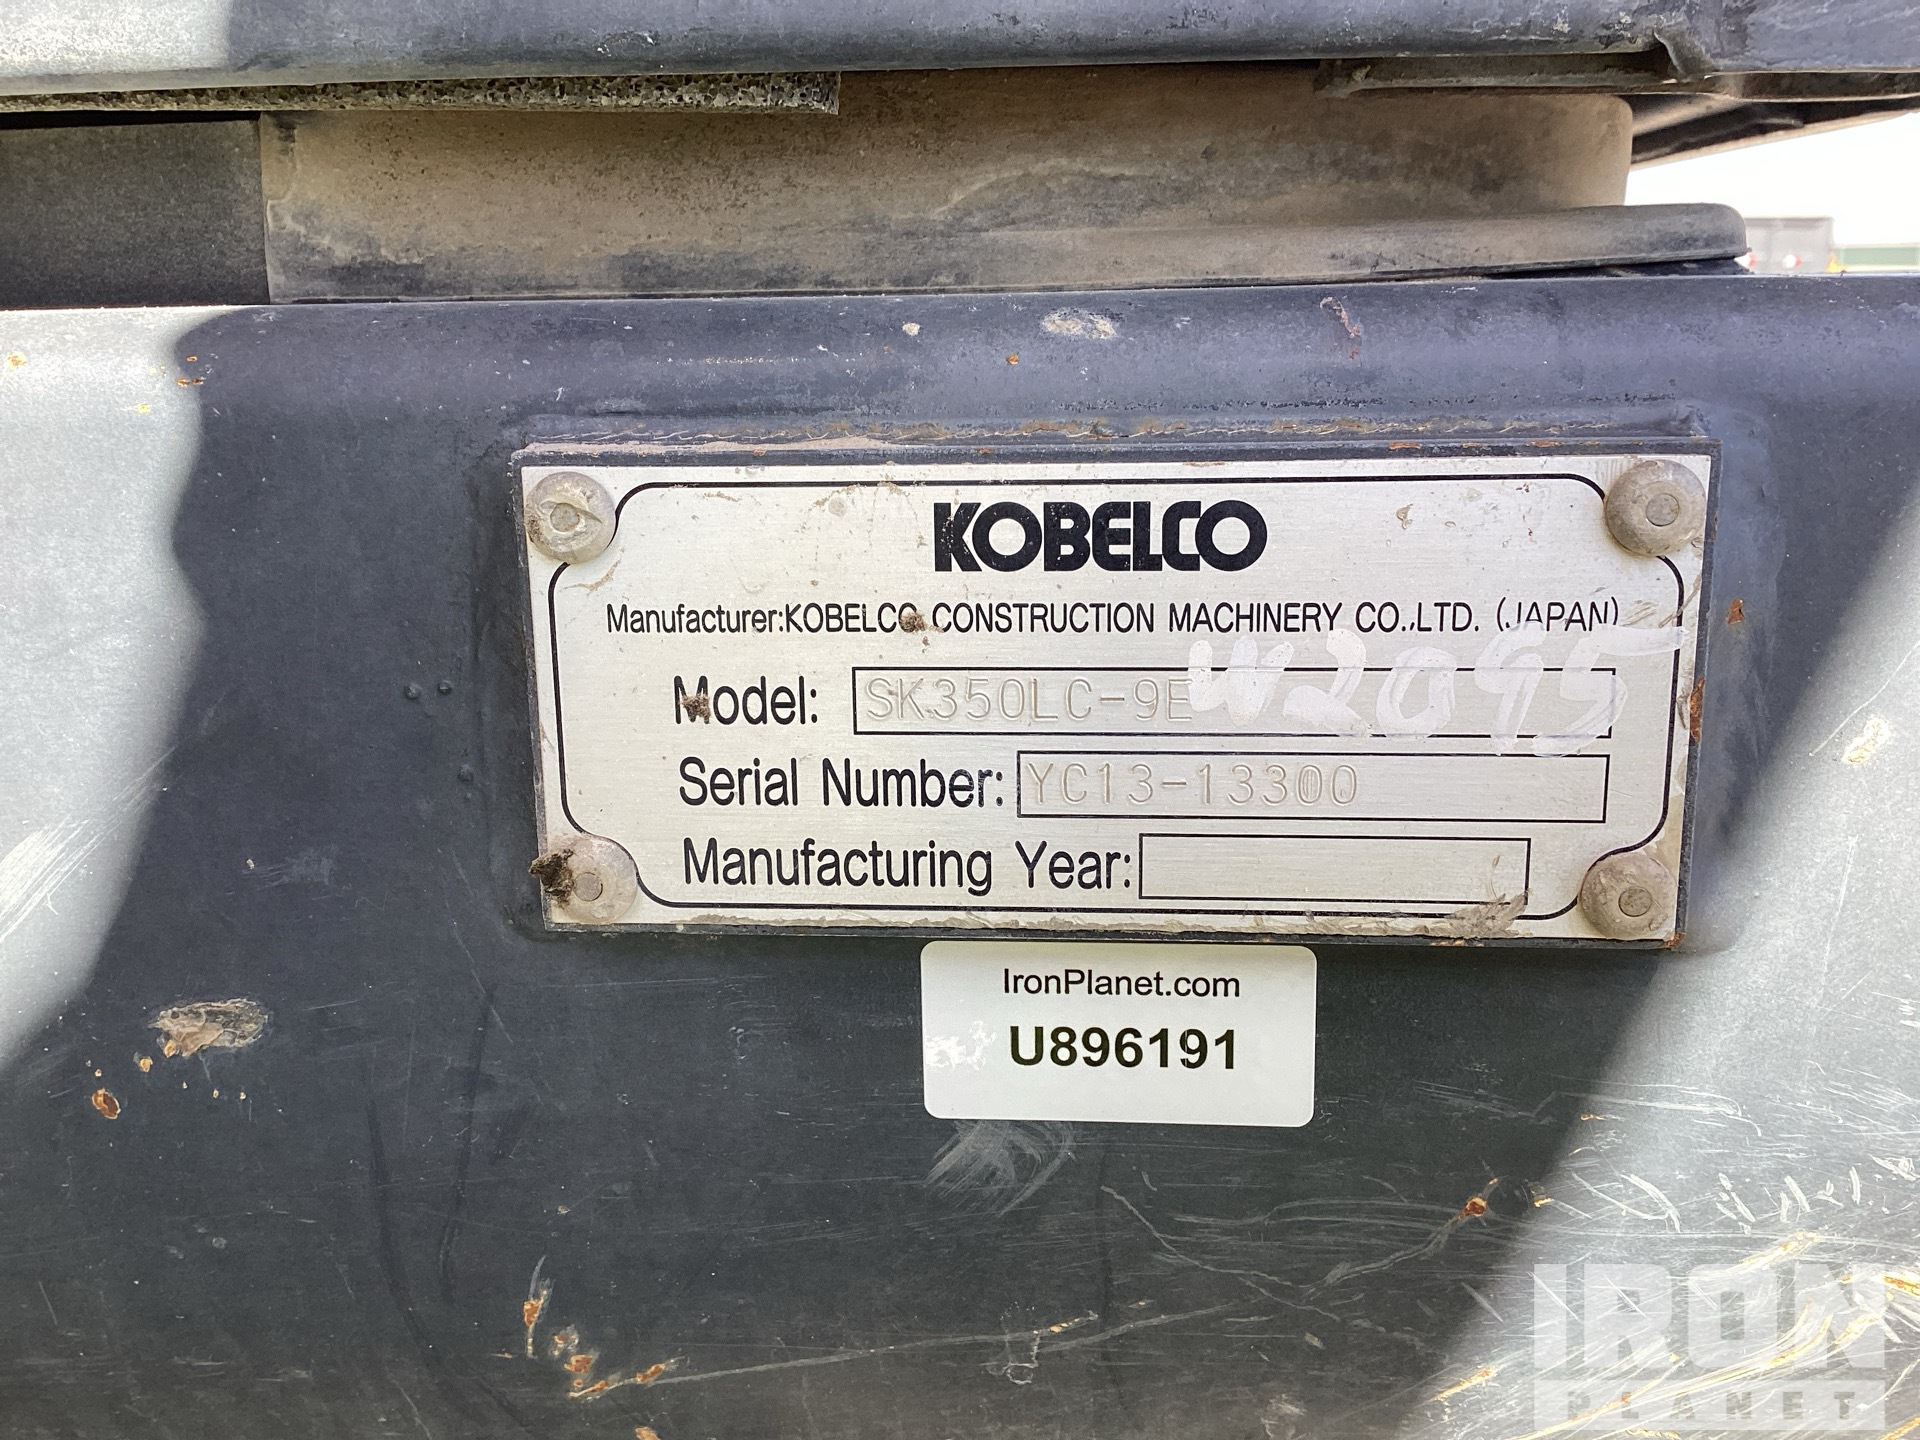 KOBELCO
Manufacturer:KOBELCO CONSTRUCTION MACHINERY CO.,LTD. (JAPAN)
Model: SK350LC-9E W2095
Serial Number: YC13-13300
Manufacturing Year:
IronPlanet.com
U896191
IRON
PLANET